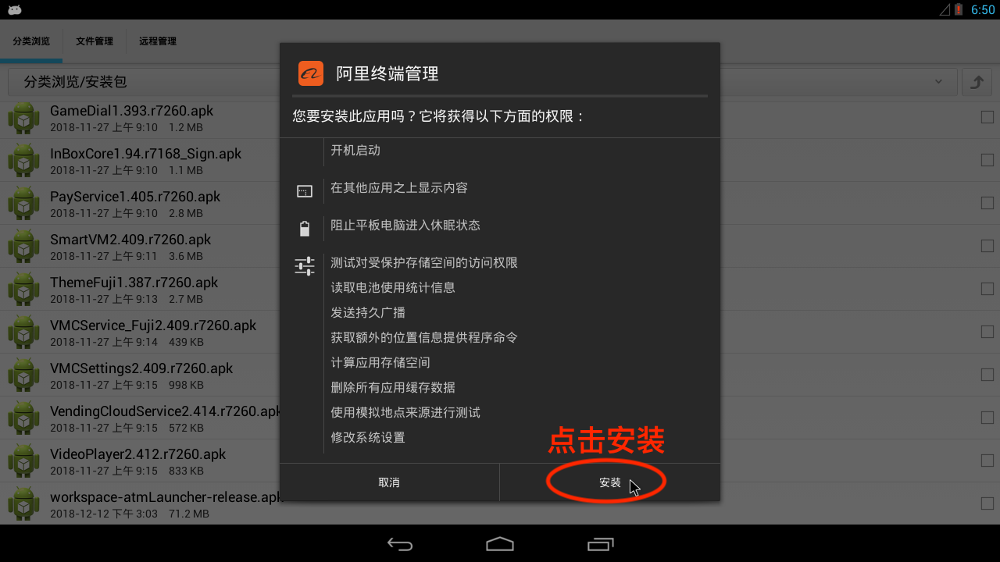 6:50
分类浏览 文件管理 远程管理
分类浏览/安装包
GameDial1.393.r7260.apk
2018-11-27 上午 9:10 1.2 MB
InBoxCore1.94.r7168_Sign.apk
2018-11-27 上午 9:10 1.1 MB
PayService1.405.r7260.apk
2018-11-27 上午 9:10 2.8 MB
SmartVM2.409.r7260.apk
2018-11-27 上午 9:11 3.6 MB
ThemeFuji1.387.r7260.apk
2018-11-27 上午 9:13 2.7 MB
VMCService_Fuji2.409.r7260.apk
2018-11-27 上午 9:14 439 KB
VMCSettings2.409.r7260.apk
2018-11-27 上午 9:15 998 KB
VendingCloudService2.414.r7260.apk
2018-11-27 上午 9:15 572 KB
VideoPlayer2.412.r7260.apk
2018-11-27 上午 9:15 833 KB
workspace-atmLauncher-release.apk
2018-12-12 下午 3:03 71.2 MB
阿里终端管理
您要安装此应用吗？它将获得以下方面的权限：
开机启动
在其他应用之上显示内容
阻止平板电脑进入休眠状态
测试对受保护存储空间的访问权限
读取电池使用统计信息
发送持久广播
获取额外的位置信息提供程序命令
计算应用存储空间
删除所有应用缓存数据
使用模拟地点来源进行测试
修改系统设置
点击安装
取消 安装